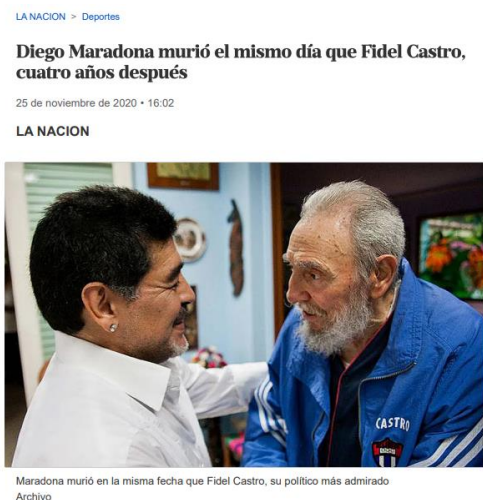 LA NACION > Deportes
Diego Maradona murió el mismo día que Fidel Castro,
cuatro años después
25 de noviembre de 2020 • 16:02
LA NACION
CASTRO
Maradona murió en la misma fecha que Fidel Castro, su político más admirado
Archivo